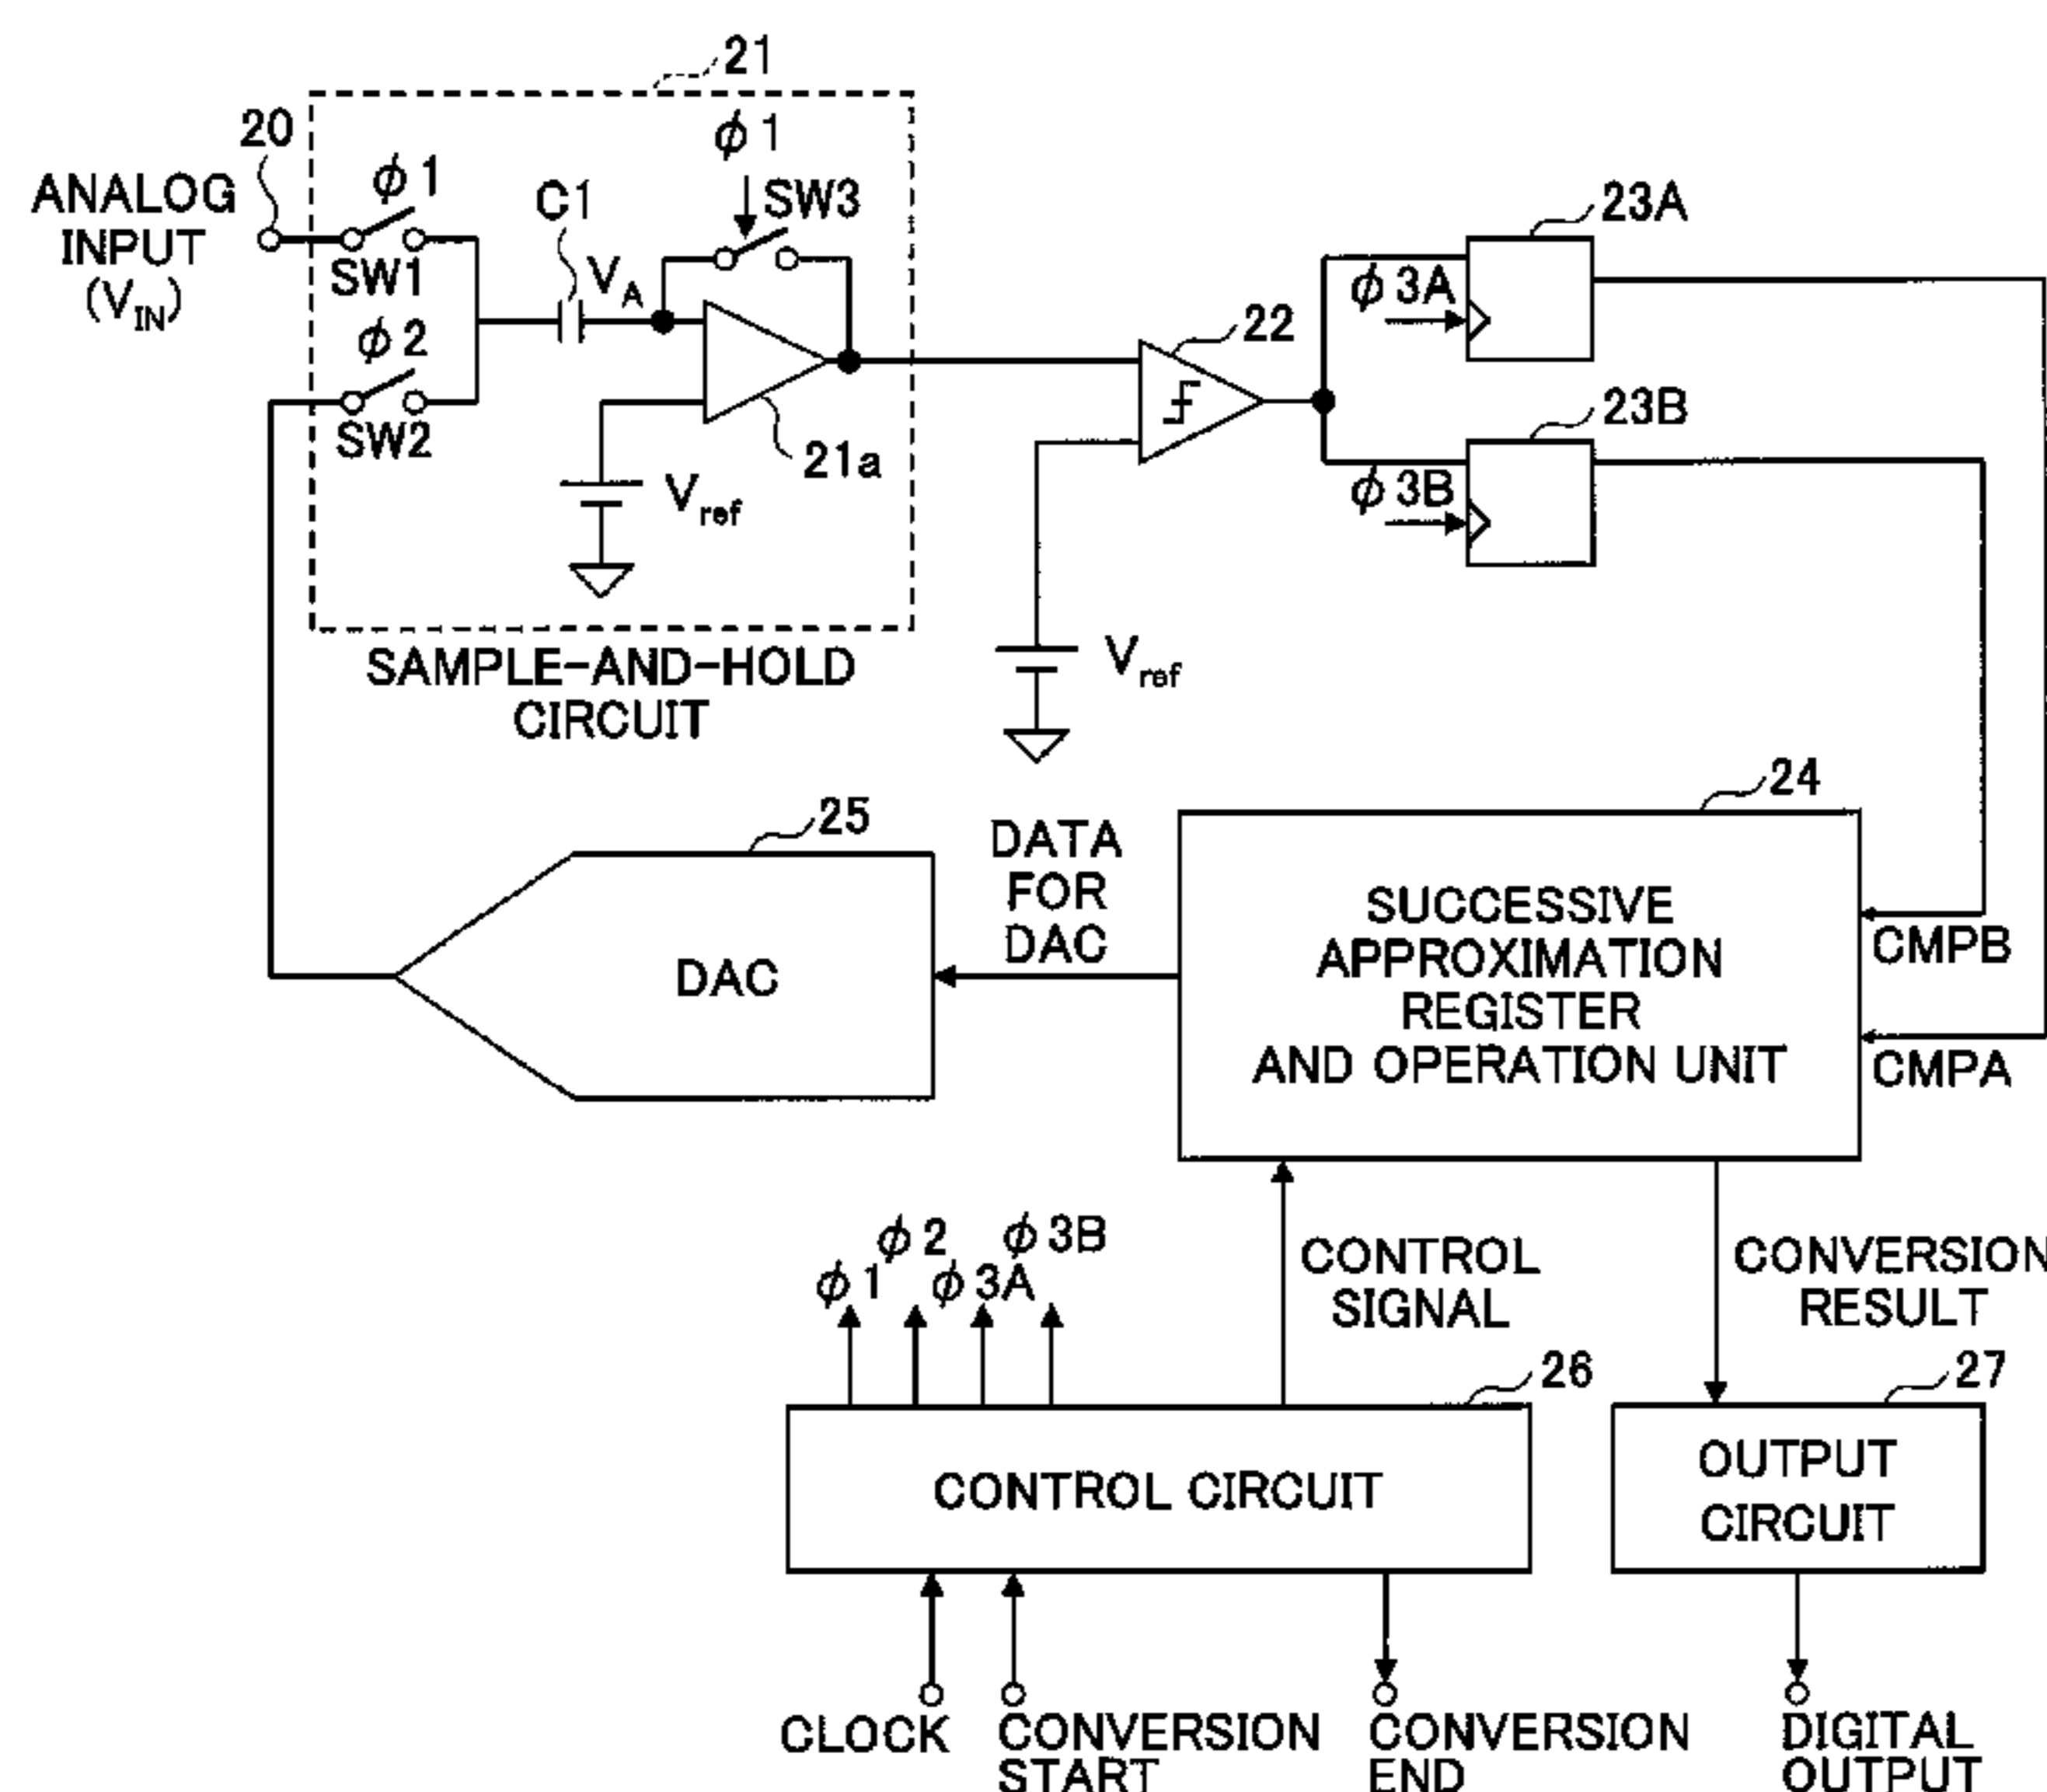 21
20
ϕ1
ANALOG
INPUT
(VIN)
ϕ1
SW1
C1
VA
SW3
ϕ2
SW2
21a
Vref
SAMPLE-AND-HOLD
CIRCUIT
22
Vref
23A
ϕ3A
23B
ϕ3B
24
SUCCESSIVE
APPROXIMATION
REGISTER
AND OPERATION UNIT
CMPB
CMPA
25
DAC
DATA
FOR
DAC
ϕ1
ϕ2
ϕ3A
ϕ3B
CONTROL
SIGNAL
CONVERSION
RESULT
26
CONTROL CIRCUIT
27
OUTPUT
CIRCUIT
CLOCK
CONVERSION
START
CONVERSION
END
DIGITAL
OUTPUT